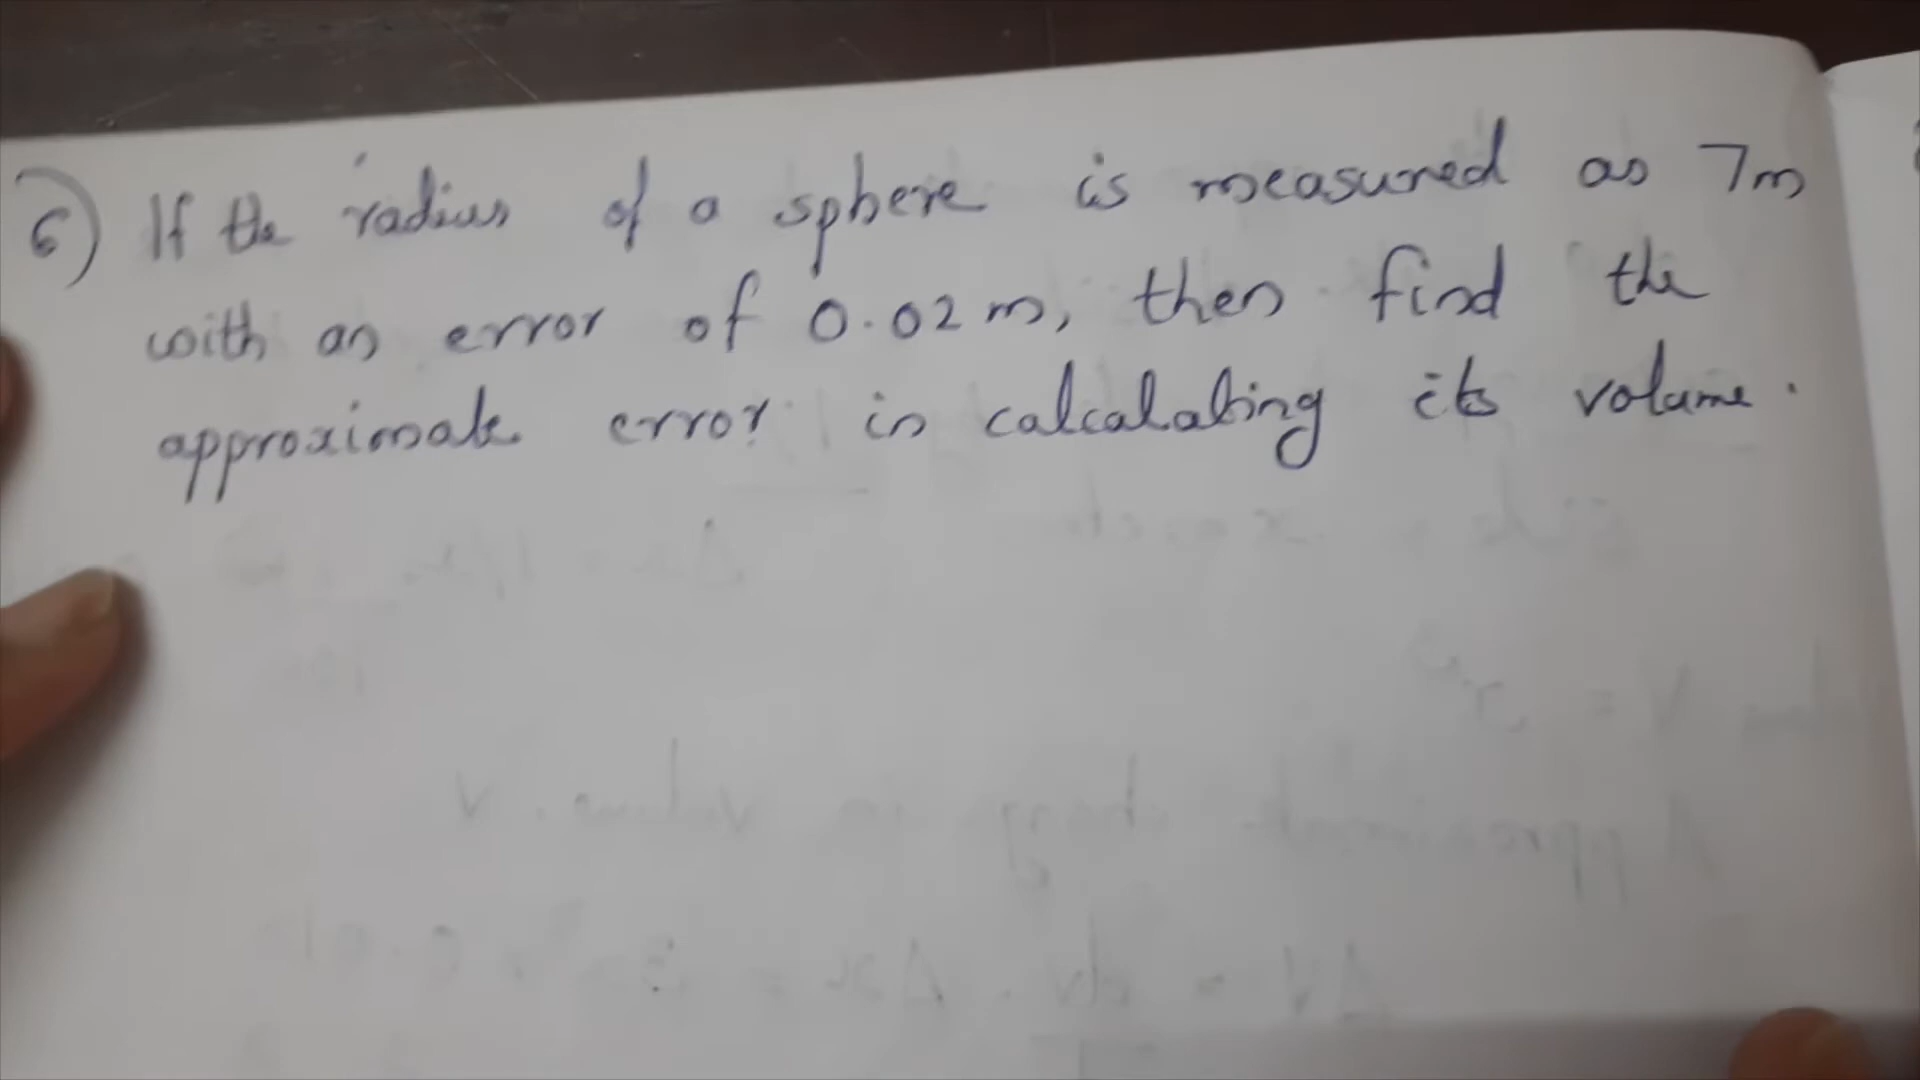 6) If the radius of a sphere is measured as 7m
with an error of 0.02m, then find the
approximate error in calculating its volume.